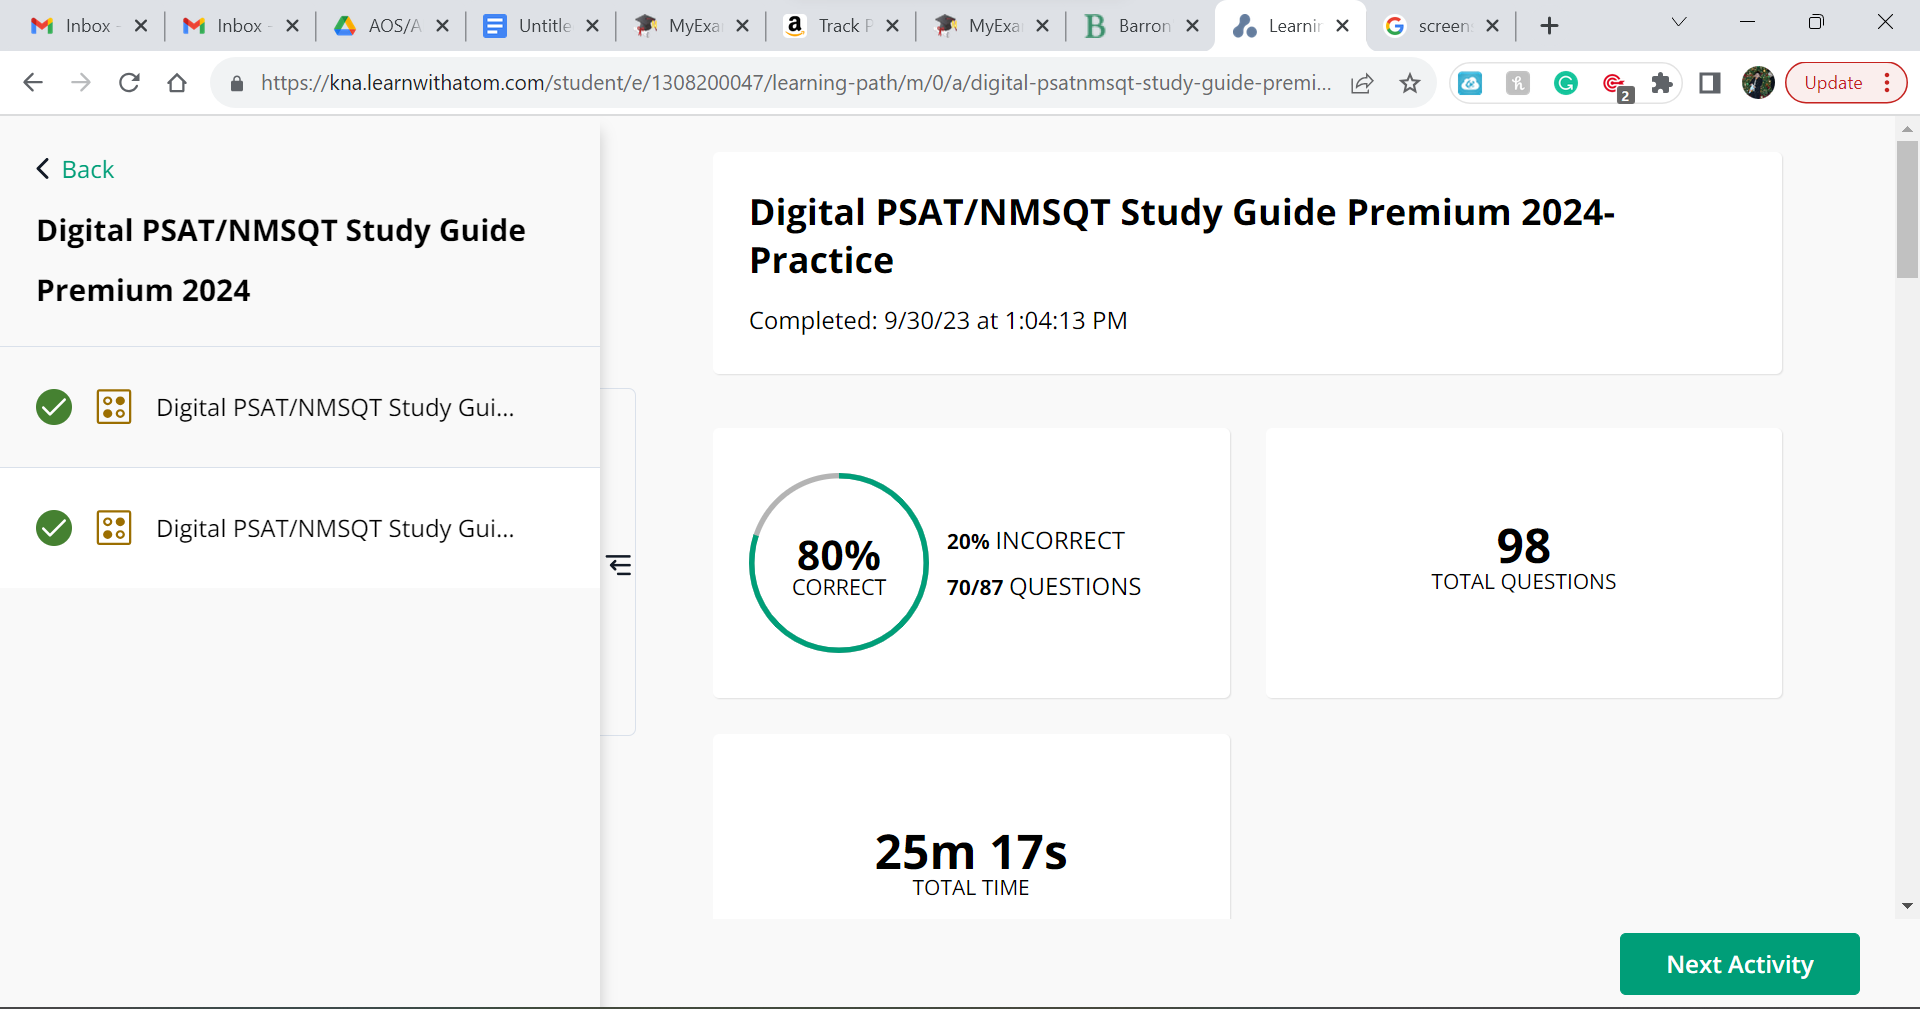 Inbox -
Inbox -
AOS/A
Untitle
MyExa
Track P
MyExa
Barron
Learnin
screen
https://kna.learnwithatom.com/student/e/1308200047/learning-path/m/0/a/digital-psatnmsqt-study-guide-premi...
2
Update
Back
Digital PSAT/NMSQT Study Guide
Premium 2024
Digital PSAT/NMSQT Study Gui...
Digital PSAT/NMSQT Study Gui...
Digital PSAT/NMSQT Study Guide Premium 2024-
Practice
Completed: 9/30/23 at 1:04:13 PM
80%
CORRECT
20% INCORRECT
70/87 QUESTIONS
98
TOTAL QUESTIONS
25m 17s
TOTAL TIME
Next Activity